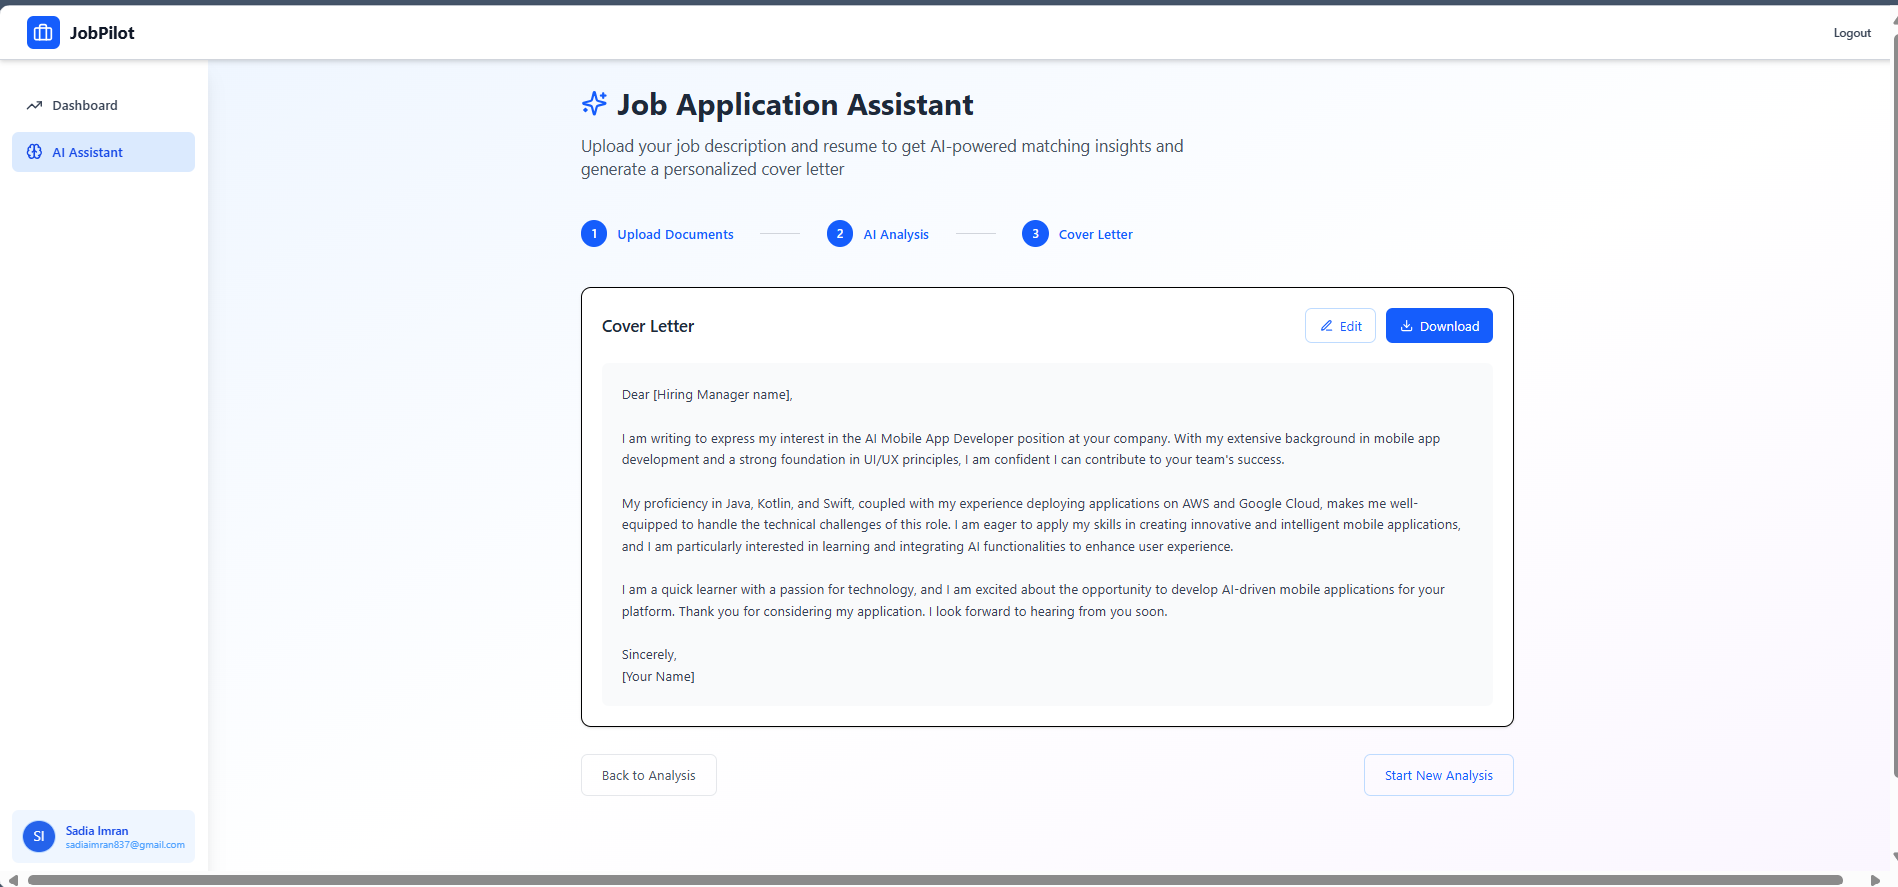 JobPilot
Logout
Dashboard
AI Assistant
Job Application Assistant
Upload your job description and resume to get AI-powered matching insights and
generate a personalized cover letter
1 Upload Documents
2 AI Analysis
3 Cover Letter
Cover Letter
Edit
Download
Dear [Hiring Manager name],
I am writing to express my interest in the AI Mobile App Developer position at your company. With my extensive background in mobile app
development and a strong foundation in UI/UX principles, I am confident I can contribute to your team's success.
My proficiency in Java, Kotlin, and Swift, coupled with my experience deploying applications on AWS and Google Cloud, makes me well-
equipped to handle the technical challenges of this role. I am eager to apply my skills in creating innovative and intelligent mobile applications,
and I am particularly interested in learning and integrating AI functionalities to enhance user experience.
I am a quick learner with a passion for technology, and I am excited about the opportunity to develop AI-driven mobile applications for your
platform. Thank you for considering my application. I look forward to hearing from you soon.
Sincerely,
[Your Name]
Back to Analysis
Start New Analysis
SI
Sadia Imran
sadiaimran837@gmail.com